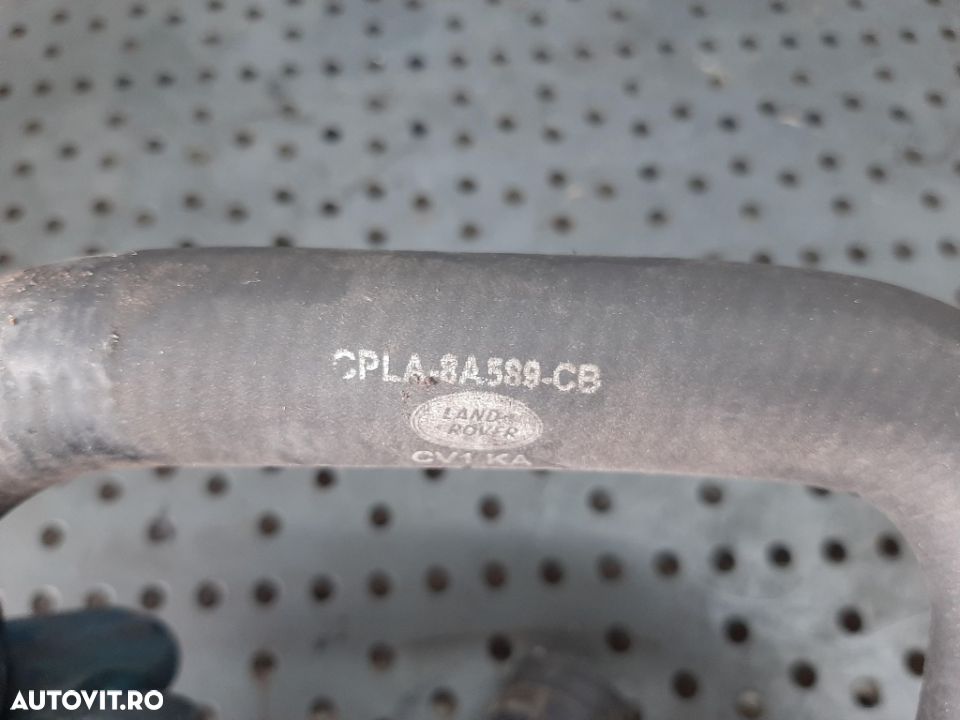 CPLA-8A589-CB
LAND-
ROVER
CV1 KA
AUTOVIT.RO